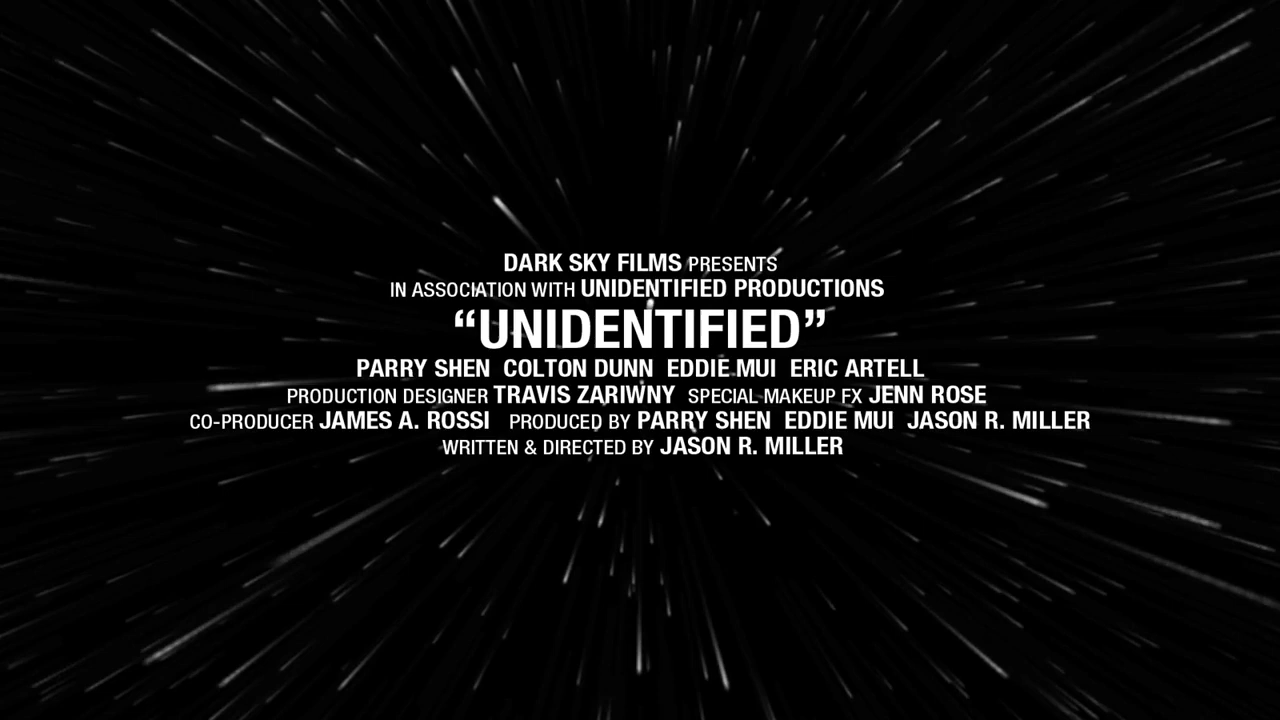 DARK SKY FILMS PRESENTS
IN ASSOCIATION WITH UNIDENTIFIED PRODUCTIONS
“UNIDENTIFIED”
PARRY SHEN COLTON DUNN EDDIE MUI ERIC ARTELL
PRODUCTION DESIGNER TRAVIS ZARIWNY SPECIAL MAKEUP FX JENN ROSE
CO-PRODUCER JAMES A. ROSSI PRODUCED BY PARRY SHEN EDDIE MUI JASON R. MILLER
WRITTEN & DIRECTED BY JASON R. MILLER